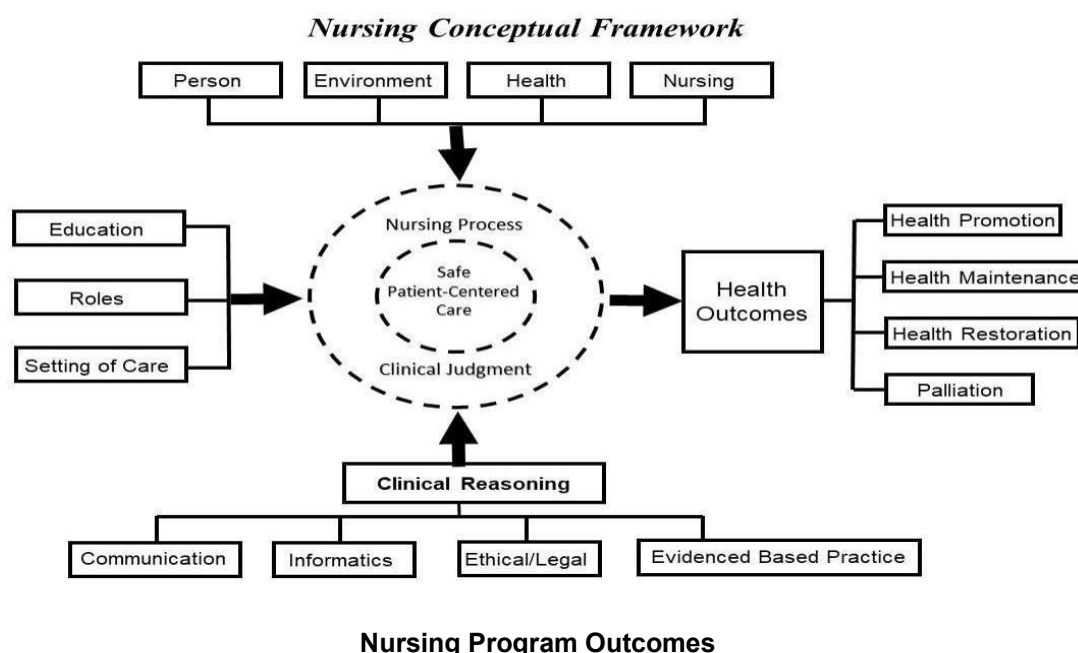 Nursing Conceptual Framework
Person
Environment
Health
Nursing
Education
Roles
Setting of Care
Nursing Process
Safe
Patient-Centered
Care
Clinical Judgment
Health
Outcomes
Health Promotion
Health Maintenance
Health Restoration
Palliation
Clinical Reasoning
Communication
Informatics
Ethical/Legal
Evidenced Based Practice
Nursing Program Outcomes